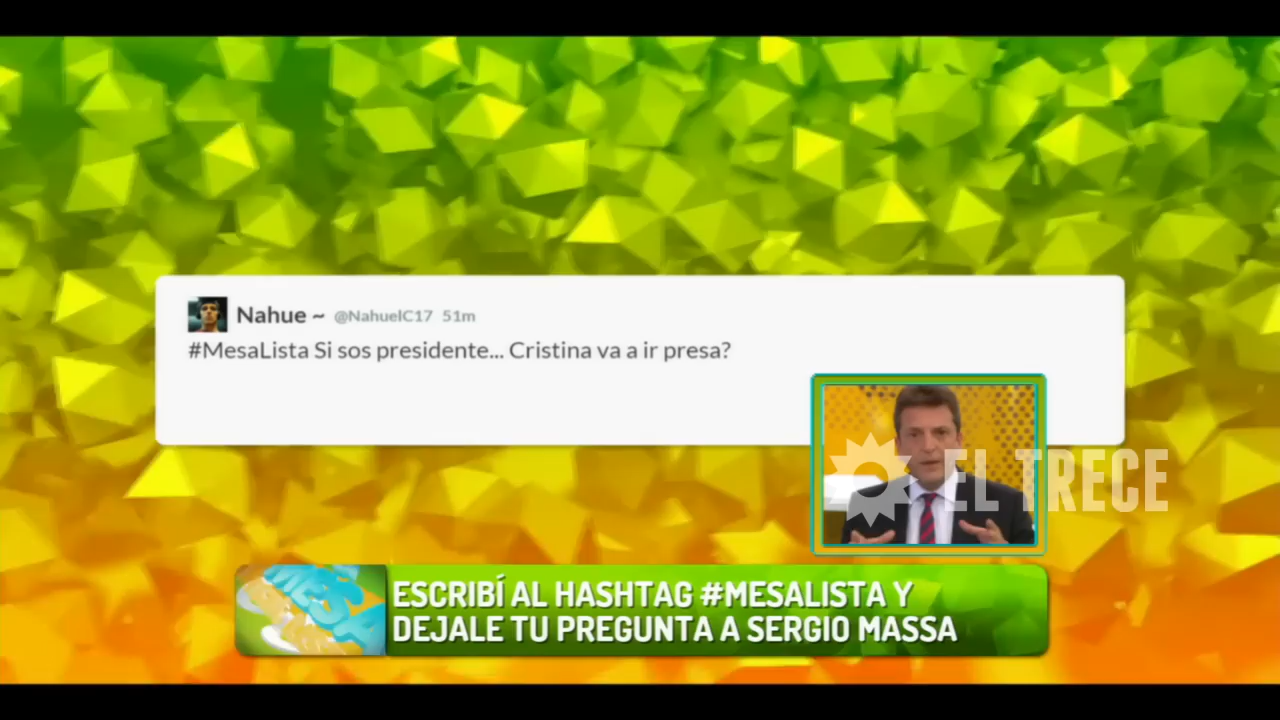 Nahue ~ @NahuelC17 51m
#MesaLista Si sos presidente... Cristina va a ir presa?
EL TRECE
MESA
ESCRIBÍ AL HASHTAG #MESALISTA Y
DEJALE TU PREGUNTA A SERGIO MASSA